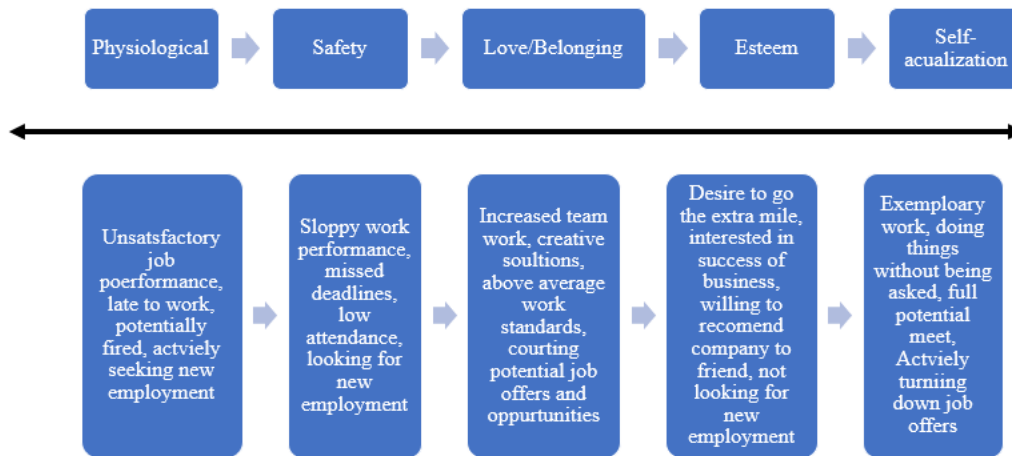 Physiological
Safety
Love/Belonging
Esteem
Self-
acualization
Unsatsfactory
job
poerformance,
late to work,
potentially
fired, actviely
seeking new
employment
Sloppy work
performance,
missed
deadlines,
low
attendance,
looking for
new
employment
Increased team
work, creative
soultions,
above average
work
standards,
courting
potential job
offers and
oppurtunities
Desire to go
the extra mile,
interested in
success of
business,
willing to
recomend
company to
friend, not
looking for
new
employment
Exemploary
work, doing
things
without being
asked, full
potential
meet,
Actviely
turniing
down job
offers